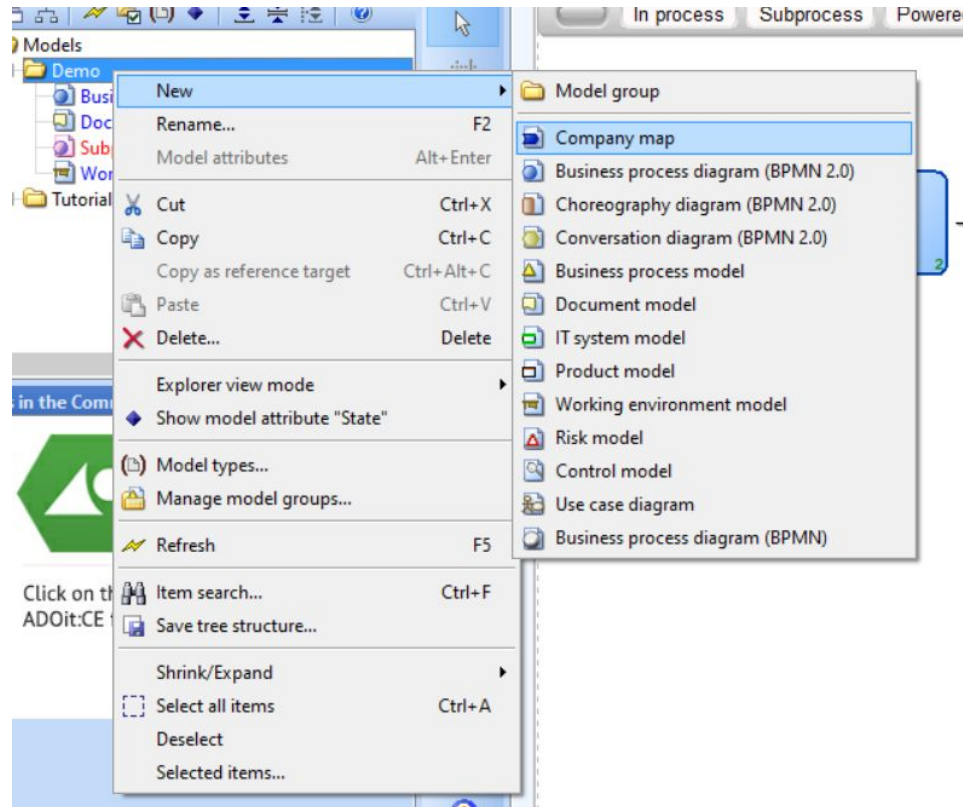 In process Subprocess
Models
Demo
Tutorial
New
Rename... F2
Model attributes Alt+Enter
Cut Ctrl+X
Copy Ctrl+C
Copy as reference target Ctrl+Alt+C
Paste Ctrl+V
Delete... Delete
Explorer view mode
Show model attribute "State"
Model types...
Manage model groups...
Refresh F5
Item search... Ctrl+F
Save tree structure...
Shrink/Expand
Select all items Ctrl+A
Deselect
Selected items...
Model group
Company map
Business process diagram (BPMN 2.0)
Choreography diagram (BPMN 2.0)
Conversation diagram (BPMN 2.0)
Business process model
Document model
IT system model
Product model
Working environment model
Risk model
Control model
Use case diagram
Business process diagram (BPMN)
2
in the
Click on
ADOit:CE